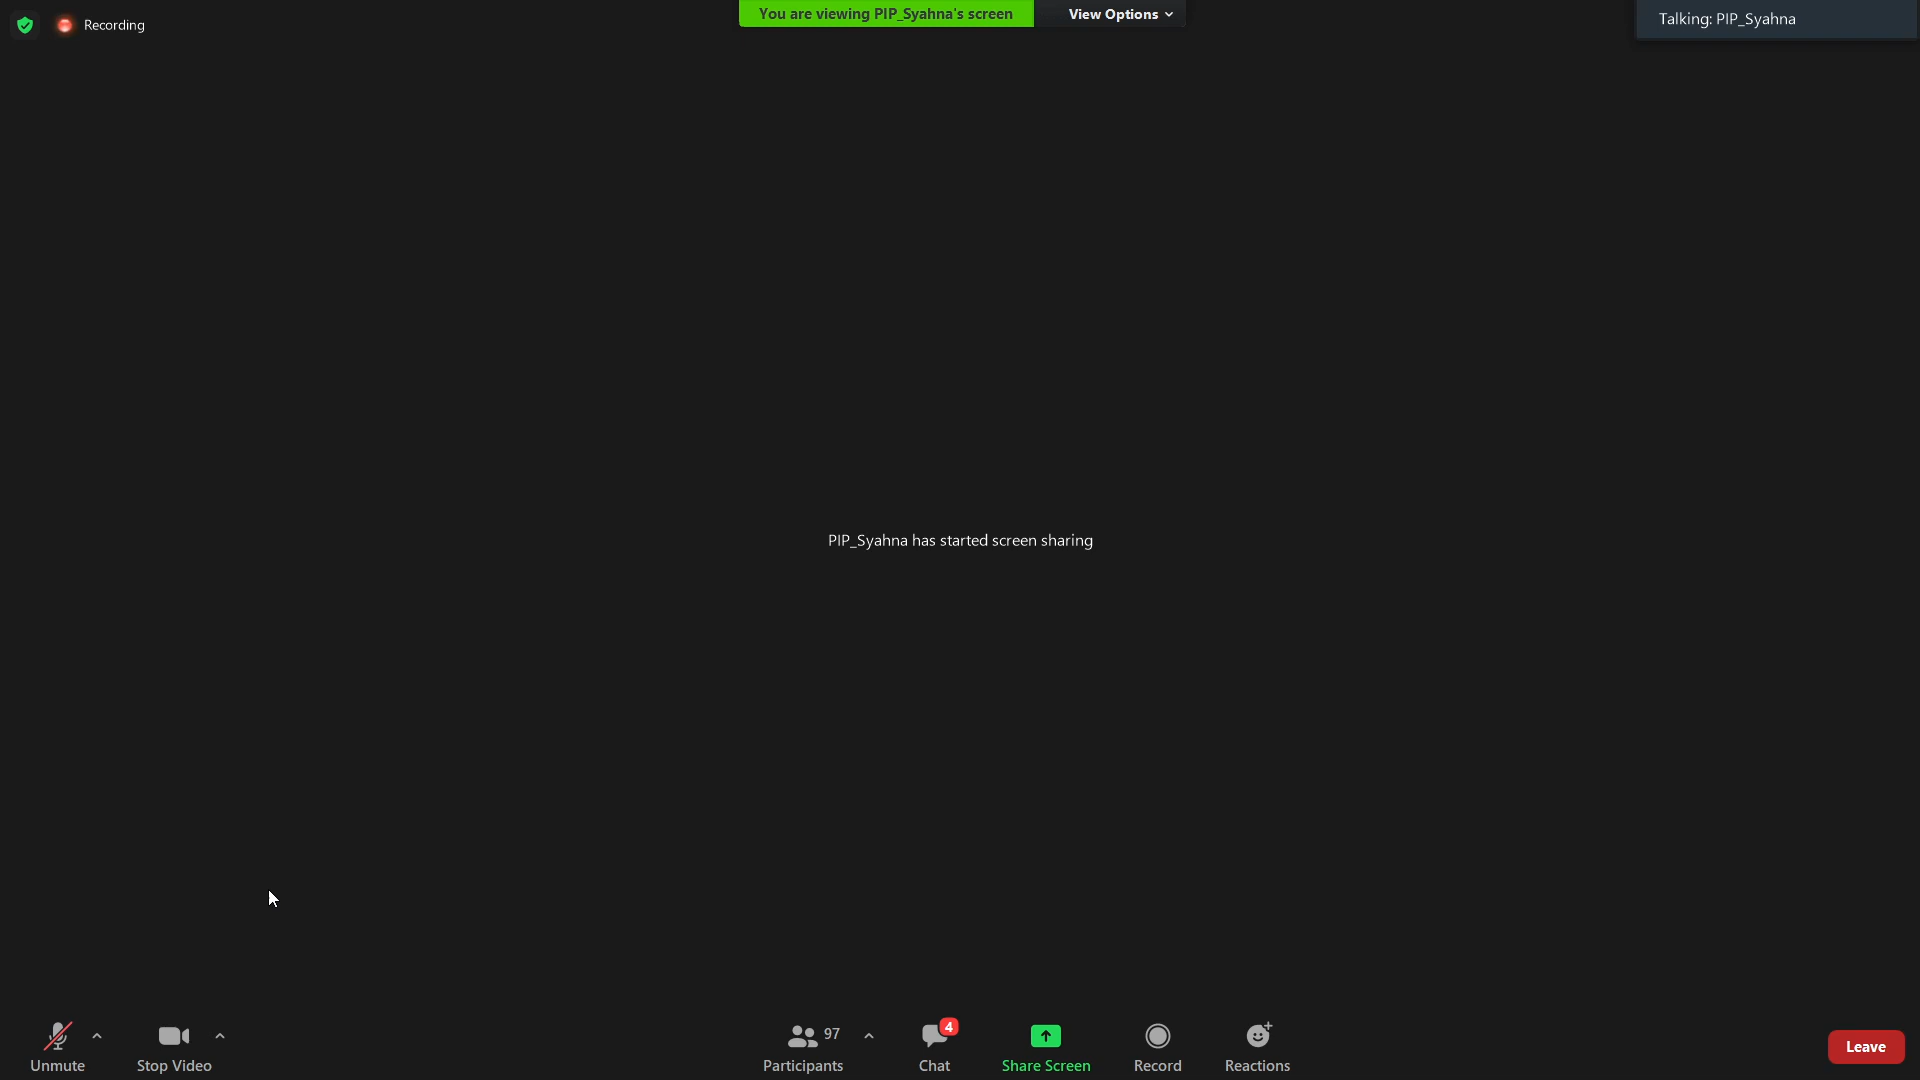 Recording
You are viewing PIP_Syahna's screen
View Options
Talking: PIP_Syahna
PIP_Syahna has started screen sharing
Unmute
Stop Video
97
Participants
4
Chat
Share Screen
Record
Reactions
Leave